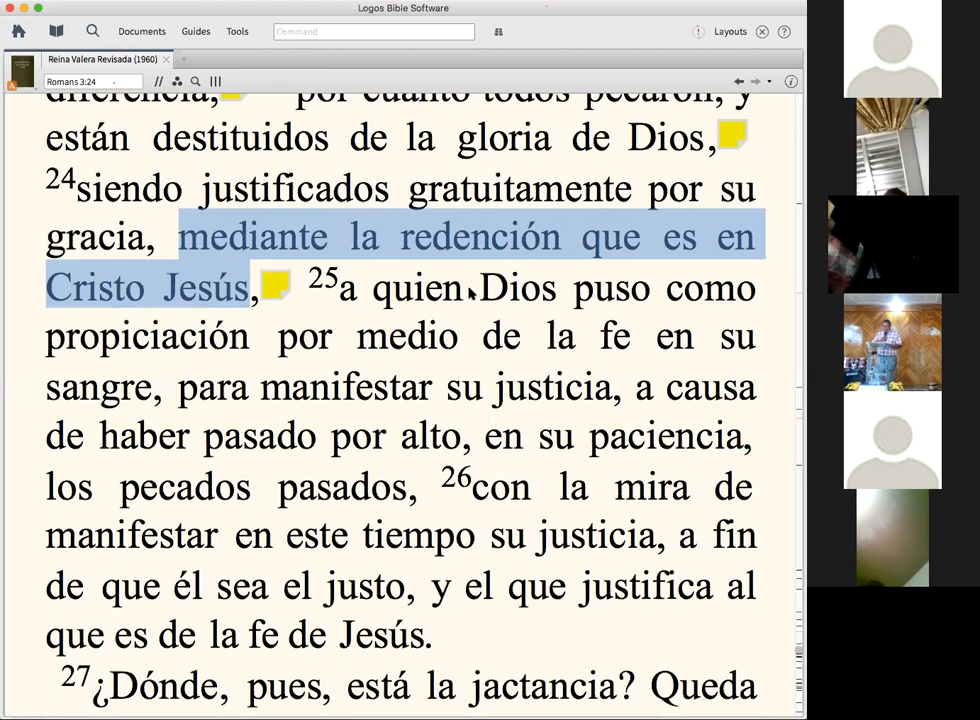 Logos Bible Software
Documents Guides Tools Command Layouts
Reina Valera Revisada (1960)
Romans 3:24
diferencia, por cuanto todos pecaron, y
están destituidos de la gloria de Dios,
24siendo justificados gratuitamente por su
gracia, mediante la redención que es en
Cristo Jesús, 25a quien Dios puso como
propiciación por medio de la fe en su
sangre, para manifestar su justicia, a causa
de haber pasado por alto, en su paciencia,
los pecados pasados, 26con la mira de
manifestar en este tiempo su justicia, a fin
de que él sea el justo, y el que justifica al
que es de la fe de Jesús.
27¿Dónde, pues, está la jactancia? Queda